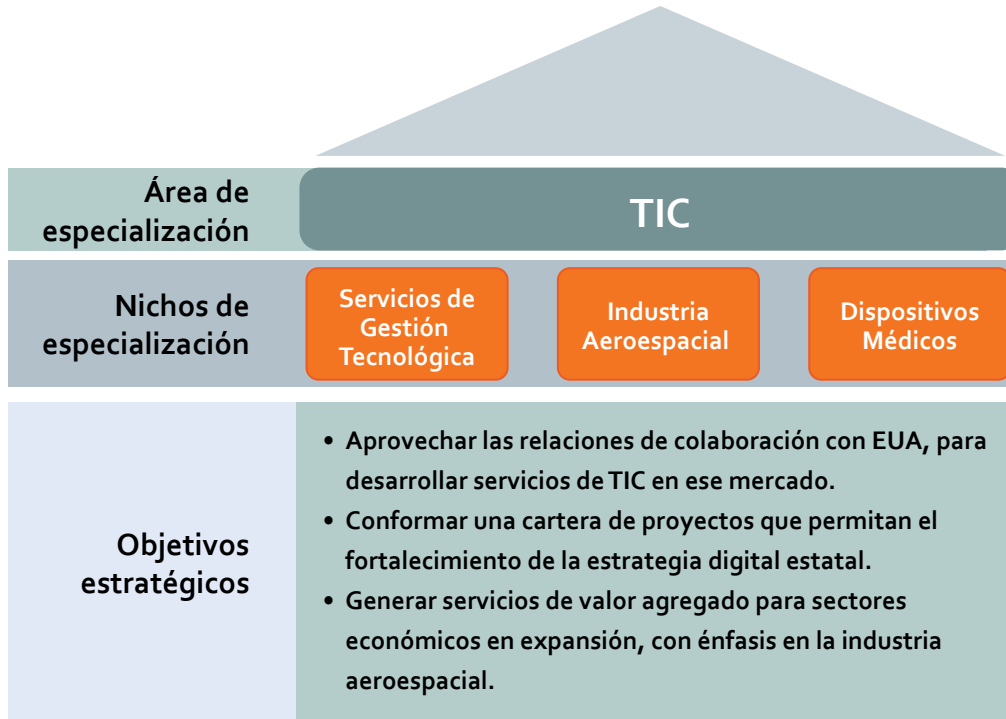 Área de
especialización
TIC
Nichos de
especialización
Servicios de
Gestión
Tecnológica
Industria
Aeroespacial
Dispositivos
Médicos
Objetivos
estratégicos
• Aprovechar las relaciones de colaboración con EUA, para
desarrollar servicios de TIC en ese mercado.
• Conformar una cartera de proyectos que permitan el
fortalecimiento de la estrategia digital estatal.
• Generar servicios de valor agregado para sectores
económicos en expansión, con énfasis en la industria
aeroespacial.